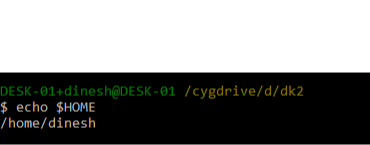 DESK-01+dinesh@DESK-01 /cygdrive/d/dk2
$ echo $HOME
/home/dinesh